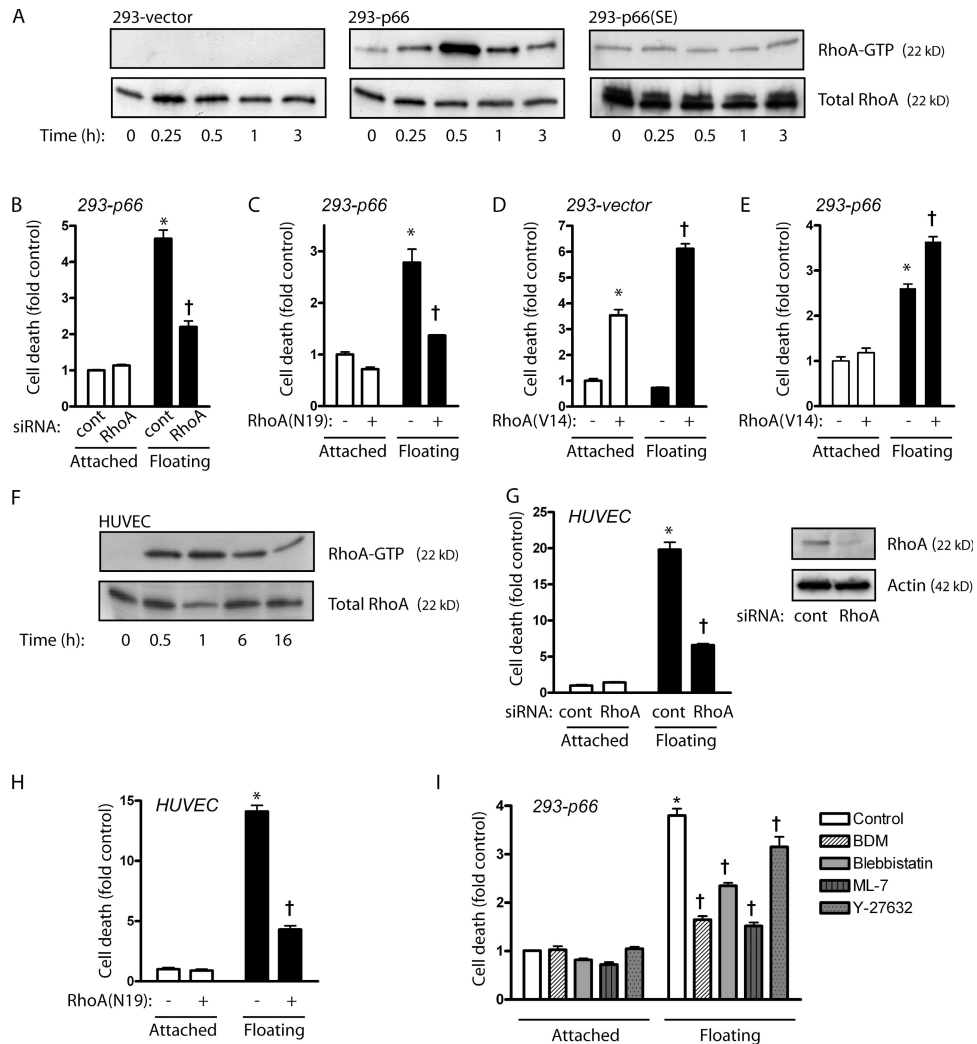 A
293-vector
293-p66
293-p66(SE)
RhoA-GTP (22 kD)
Total RhoA (22 kD)
Time (h): 0 0.25 0.5 1 3 0 0.25 0.5 1 3 0 0.25 0.5 1 3
B
293-p66
Cell death (fold control)
5
4
3
2
1
0
*
†
siRNA: cont RhoA cont RhoA
Attached Floating
C
293-p66
Cell death (fold control)
3
2
1
0
*
†
RhoA(N19): - + - +
Attached Floating
D
293-vector
Cell death (fold control)
7
6
5
4
3
2
1
0
*
†
RhoA(V14): - + - +
Attached Floating
E
293-p66
Cell death (fold control)
4
3
2
1
0
*
†
RhoA(V14): - + - +
Attached Floating
F
HUVEC
RhoA-GTP (22 kD)
Total RhoA (22 kD)
Time (h): 0 0.5 1 6 16
G
HUVEC
Cell death (fold control)
25
20
15
10
5
0
*
†
siRNA: cont RhoA cont RhoA
Attached Floating
RhoA (22 kD)
Actin (42 kD)
siRNA: cont RhoA
H
HUVEC
Cell death (fold control)
15
10
5
0
*
†
RhoA(N19): - + - +
Attached Floating
I
293-p66
Cell death (fold control)
4
3
2
1
0
*
†
†
†
†
Attached Floating
Control
BDM
Blebbistatin
ML-7
Y-27632